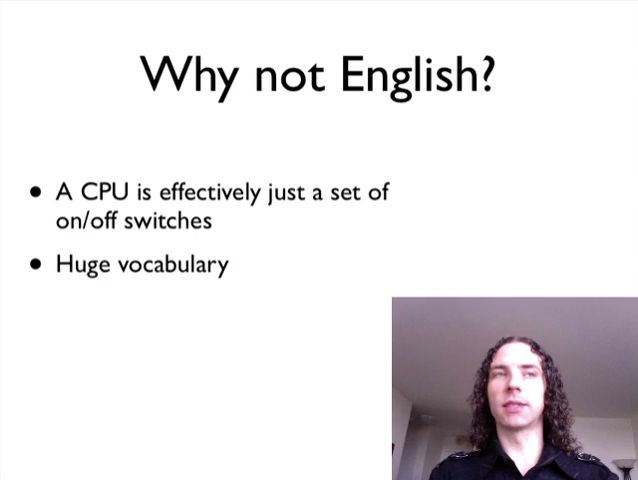 Why not English?
• A CPU is effectively just a set of
on/off switches
• Huge vocabulary